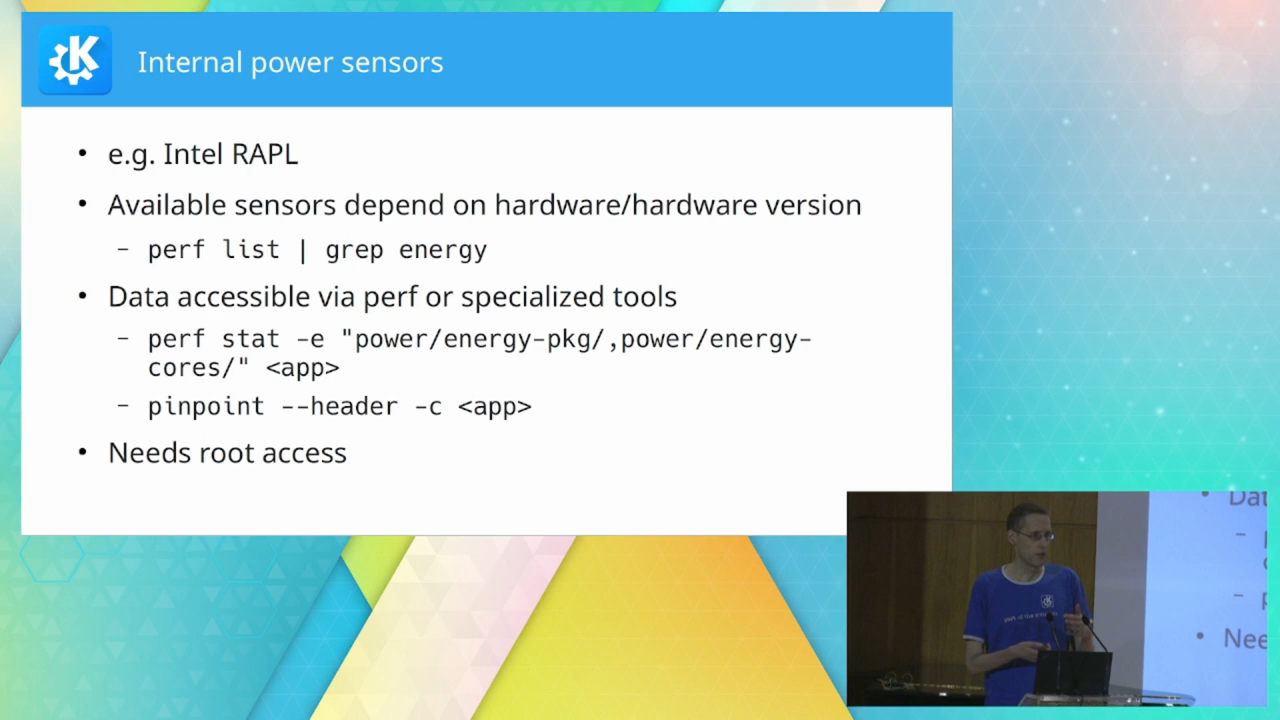 Internal power sensors
• e.g. Intel RAPL
• Available sensors depend on hardware/hardware version
– perf list | grep energy
• Data accessible via perf or specialized tools
– perf stat -e "power/energy-pkg/,power/energy-
cores/" <app>
– pinpoint --header -c <app>
• Needs root access
• Dat
–
–
• Nee